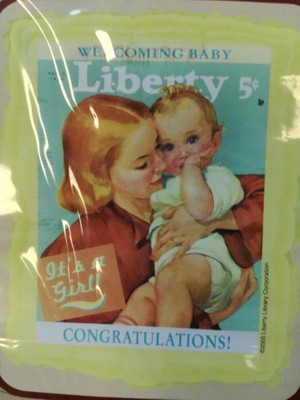 WELCOMING BABY
Liberty 5¢
It's a
Girl!
CONGRATULATIONS!
©2005 Liberty Library Corporation